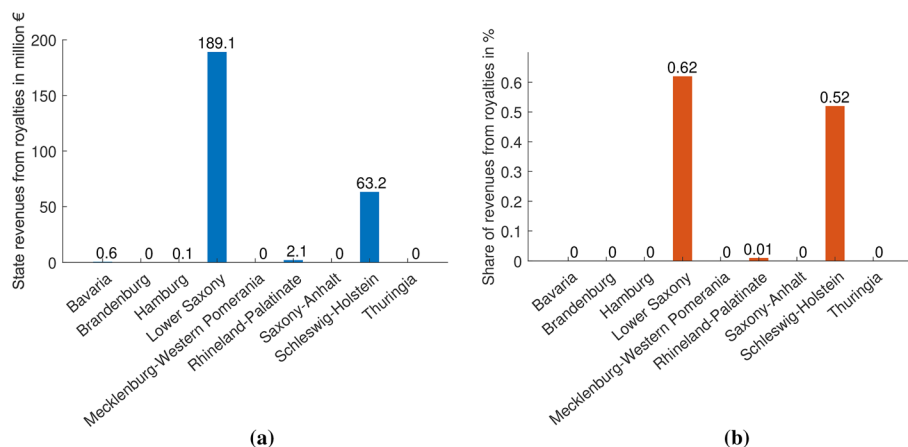 State revenues from royalties in million €
200
150
100
50
0
0.6
0
0.1
189.1
0
2.1
0
63.2
0
Bavaria
Brandenburg
Hamburg
Lower Saxony
Mecklenburg-Western Pomerania
Rhineland-Palatinate
Saxony-Anhalt
Schleswig-Holstein
Thuringia
(a)
Share of revenues from royalties in %
0.6
0.5
0.4
0.3
0.2
0.1
0
0
0
0
0.62
0
0.01
0
0.52
0
Bavaria
Brandenburg
Hamburg
Lower Saxony
Mecklenburg-Western Pomerania
Rhineland-Palatinate
Saxony-Anhalt
Schleswig-Holstein
Thuringia
(b)